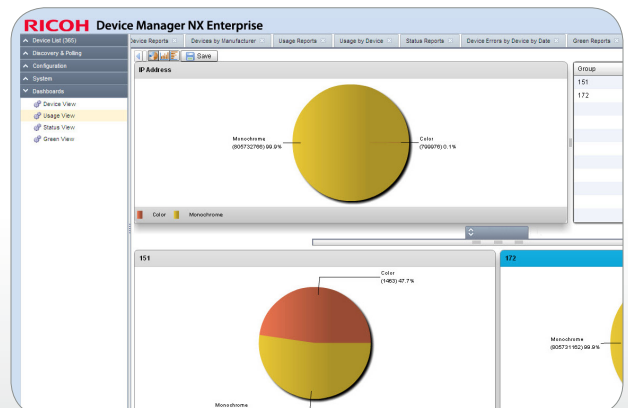 RICOH Device Manager NX Enterprise
Device List (365)
Discovery & Polling
Configuration
System
Dashboards
Device View
Usage View
Status View
Green View
Device Reports
Devices by Manufacturer
Usage Reports
Usage by Device
Status Reports
Device Errors by Device by Date
Green Reports
Save
IP Address
Monochrome
(805732766) 99.9%
Color
(799976) 0.1%
Color
Monochrome
Group
151
172
151
Color
(1463) 47.7%
Monochrome
172
Monochrome
(805731162) 99.9%